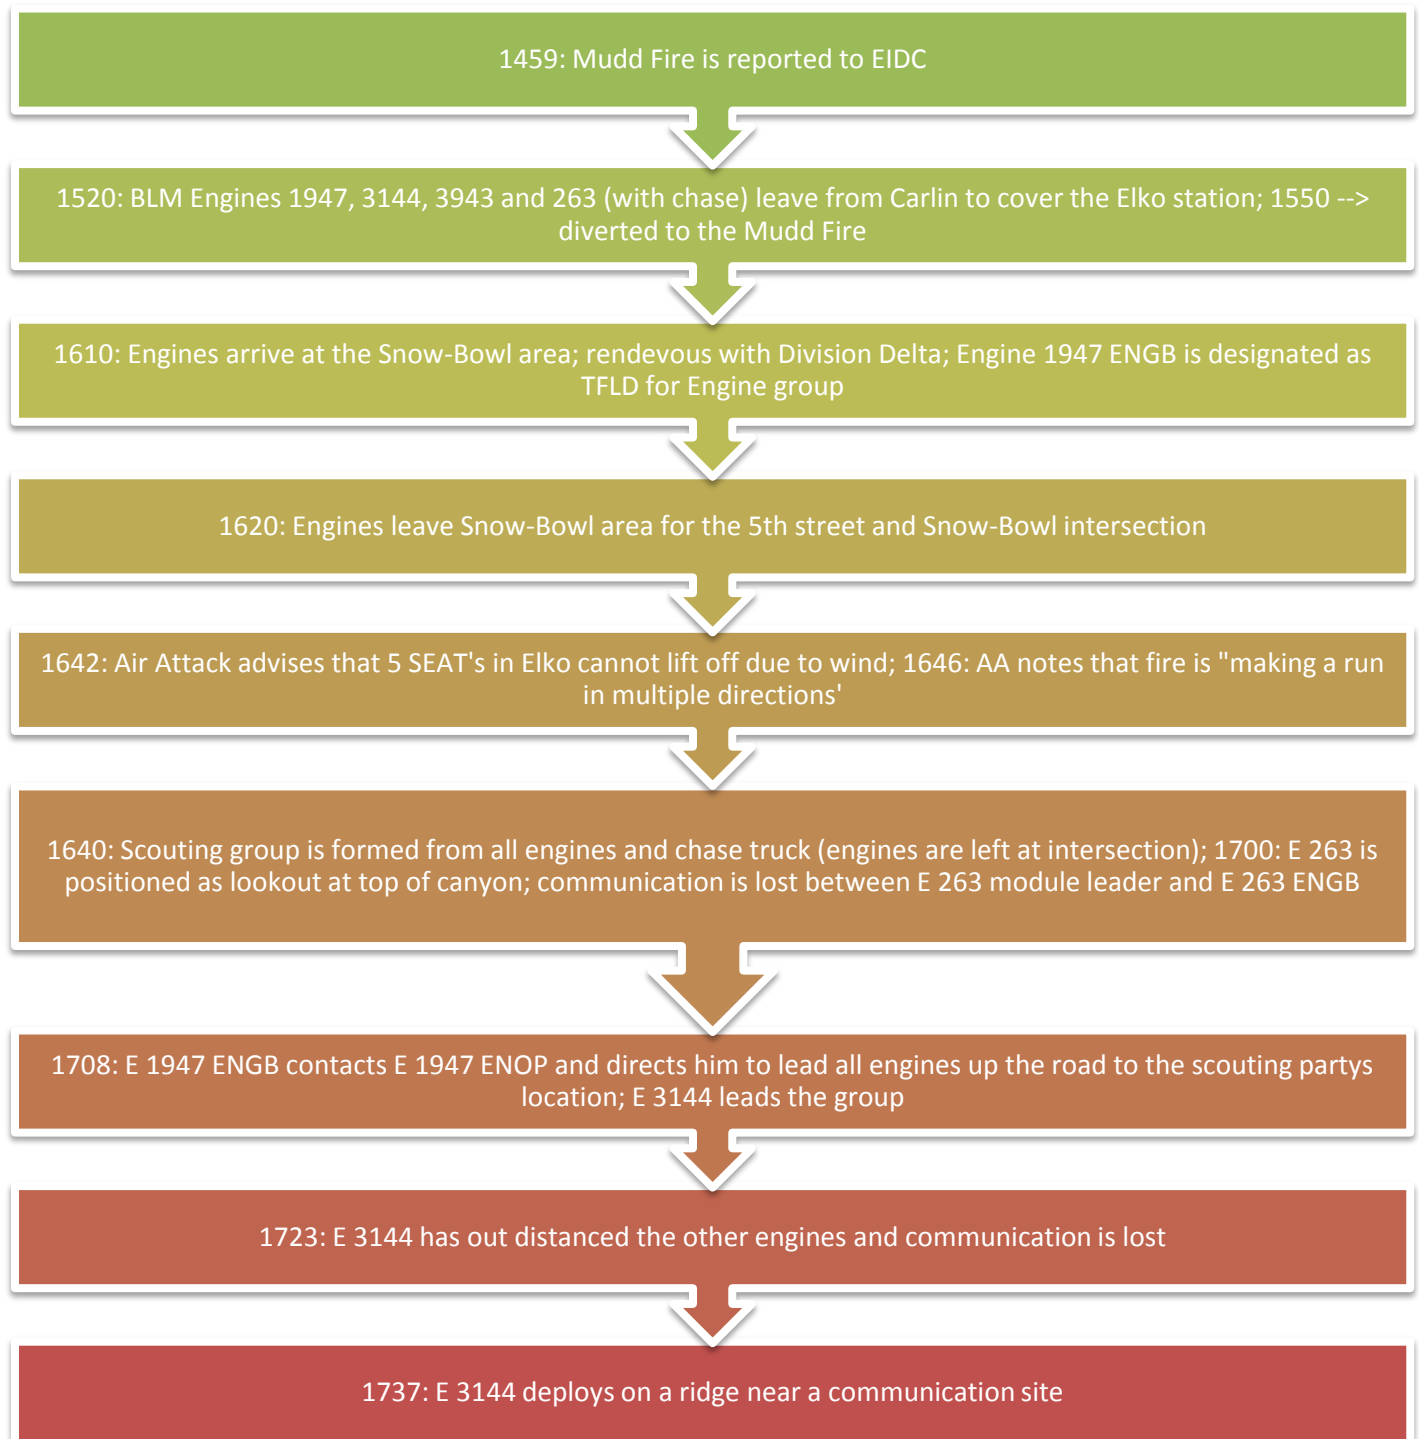 1459: Mudd Fire is reported to EIDC
1520: BLM Engines 1947, 3144, 3943 and 263 (with chase) leave from Carlin to cover the Elko station; 1550 -->
diverted to the Mudd Fire
1610: Engines arrive at the Snow-Bowl area; rendevous with Division Delta; Engine 1947 ENGB is designated as
TFLD for Engine group
1620: Engines leave Snow-Bowl area for the 5th street and Snow-Bowl intersection
1642: Air Attack advises that 5 SEAT's in Elko cannot lift off due to wind; 1646: AA notes that fire is "making a run
in multiple directions'
1640: Scouting group is formed from all engines and chase truck (engines are left at intersection); 1700: E 263 is
positioned as lookout at top of canyon; communication is lost between E 263 module leader and E 263 ENGB
1708: E 1947 ENGB contacts E 1947 ENOP and directs him to lead all engines up the road to the scouting partys
location; E 3144 leads the group
1723: E 3144 has out distanced the other engines and communication is lost
1737: E 3144 deploys on a ridge near a communication site